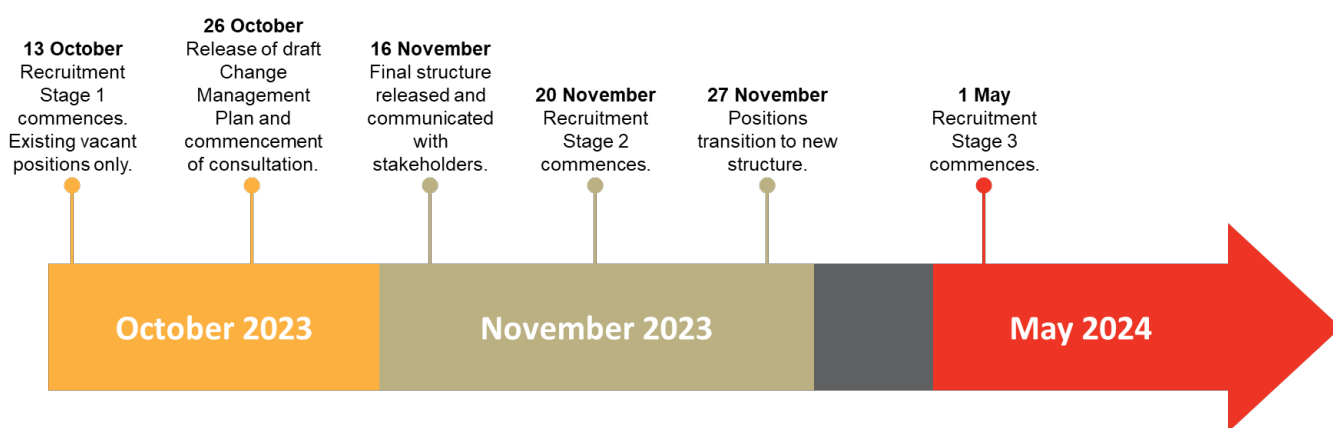 13 October
Recruitment
Stage 1
commences.
Existing vacant
positions only.
26 October
Release of draft
Change
Management
Plan and
commencement
of consultation.
16 November
Final structure
released and
communicated
with
stakeholders.
20 November
Recruitment
Stage 2
commences.
27 November
Positions
transition to new
structure.
1 May
Recruitment
Stage 3
commences.
October 2023
November 2023
May 2024